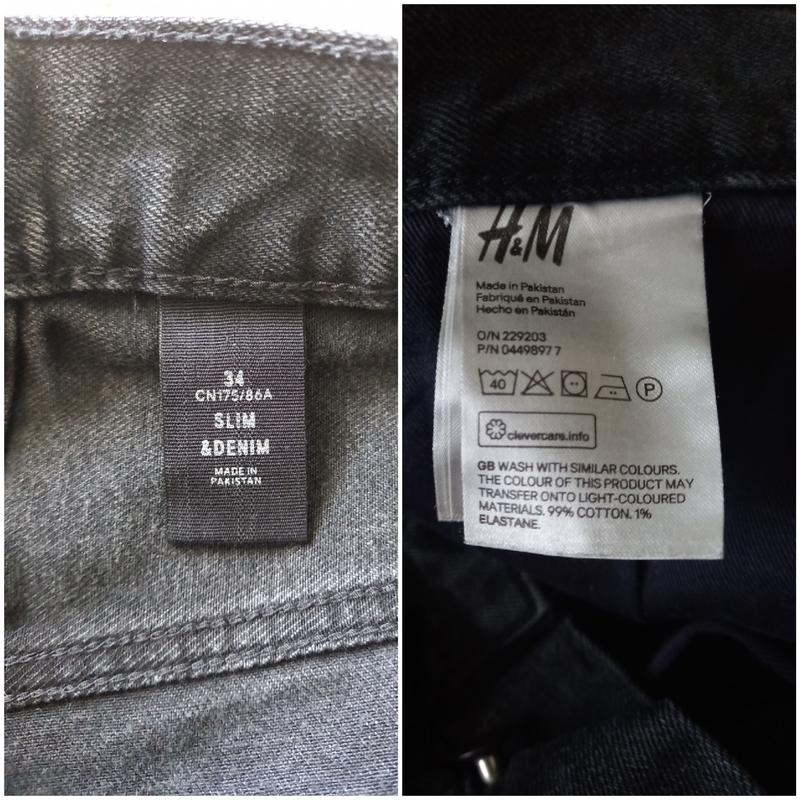 34
CN175/86A
SLIM
&DENIM
MADE IN
PAKISTAN
H&M
Made in Pakistan
Fabriqué en Pakistan
Hecho en Pakistán
O/N 229203
P/N 0449897 7
40
P
clevercare.info
GB WASH WITH SIMILAR COLOURS.
THE COLOUR OF THIS PRODUCT MAY
TRANSFER ONTO LIGHT-COLOURED
MATERIALS. 99% COTTON. 1%
ELASTANE.